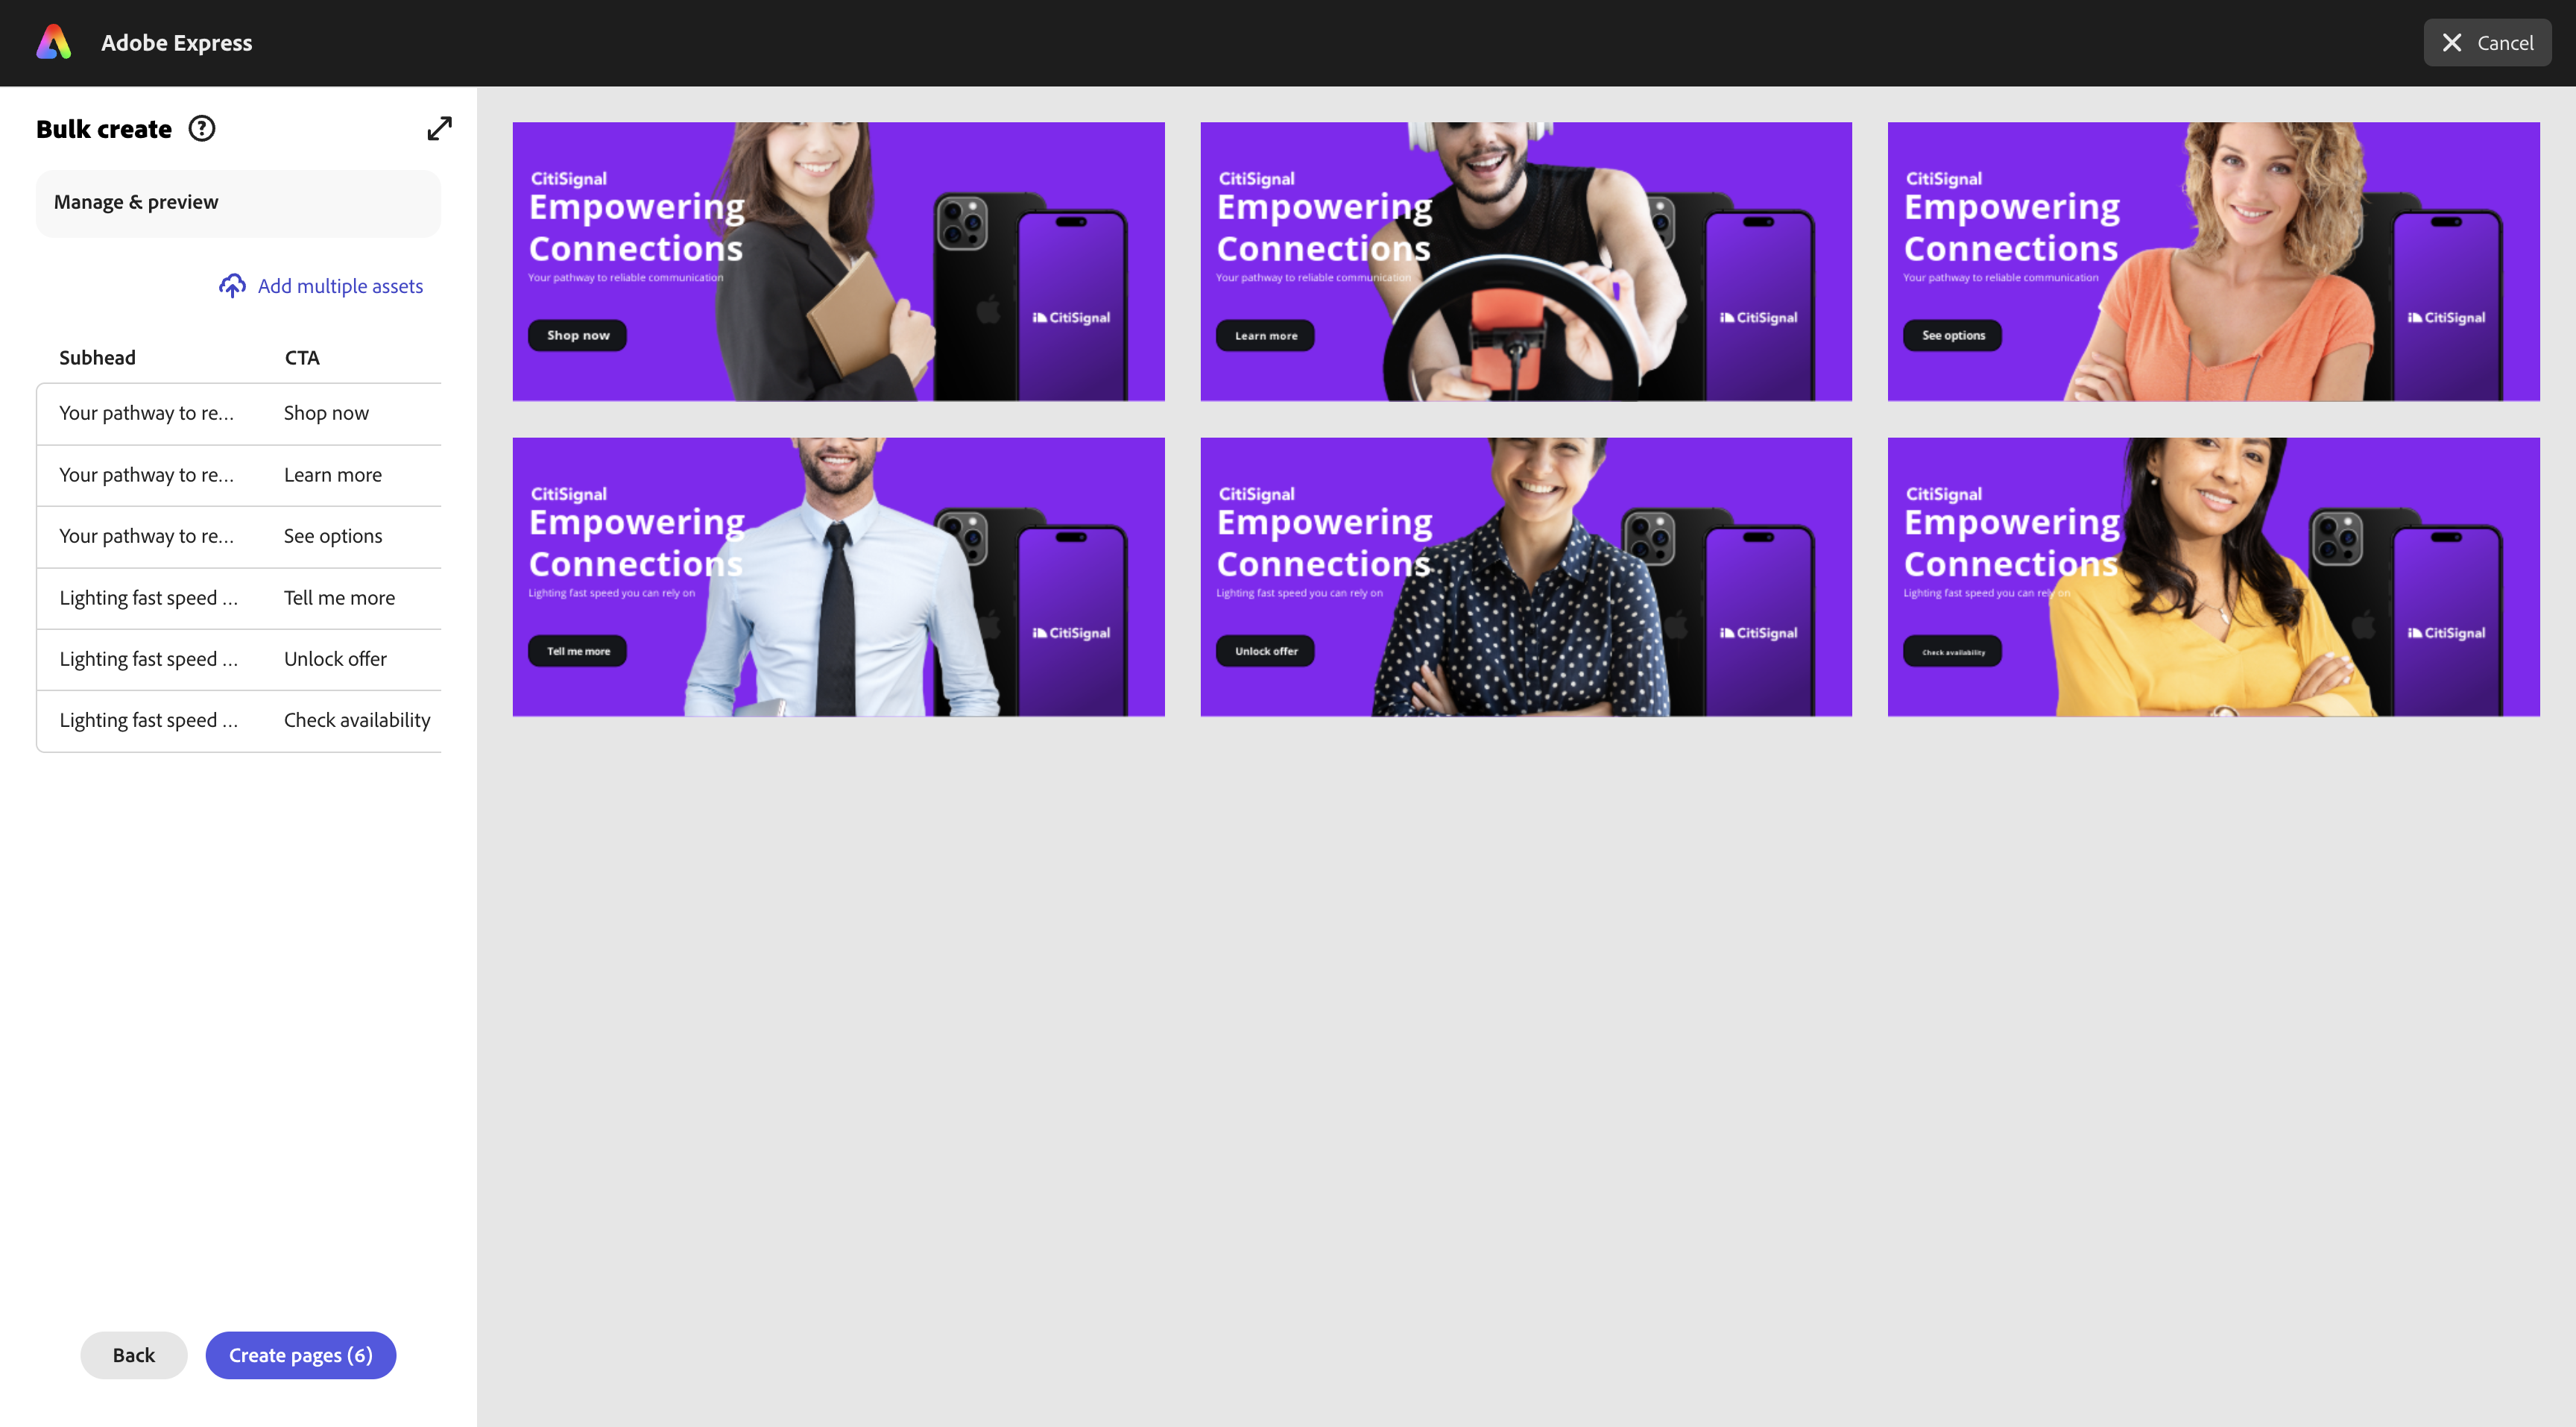 Adobe Express
Cancel
Bulk create
Manage & preview
Add multiple assets
Subhead CTA
Your pathway to re... Shop now
Your pathway to re... Learn more
Your pathway to re... See options
Lighting fast speed ... Tell me more
Lighting fast speed ... Unlock offer
Lighting fast speed ... Check availability
Back
Create pages (6)
CitiSignal
Empowering
Connections
Your pathway to reliable communication
Shop now
CitiSignal
CitiSignal
Empowering
Connections
Your pathway to reliable communication
Learn more
CitiSignal
CitiSignal
Empowering
Connections
Your pathway to reliable communication
See options
CitiSignal
CitiSignal
Empowering
Connections
Lighting fast speed you can rely on
Tell me more
CitiSignal
CitiSignal
Empowering
Connections
Lighting fast speed you can rely on
Unlock offer
CitiSignal
CitiSignal
Empowering
Connections
Lighting fast speed you can rely on
Check availability
CitiSignal